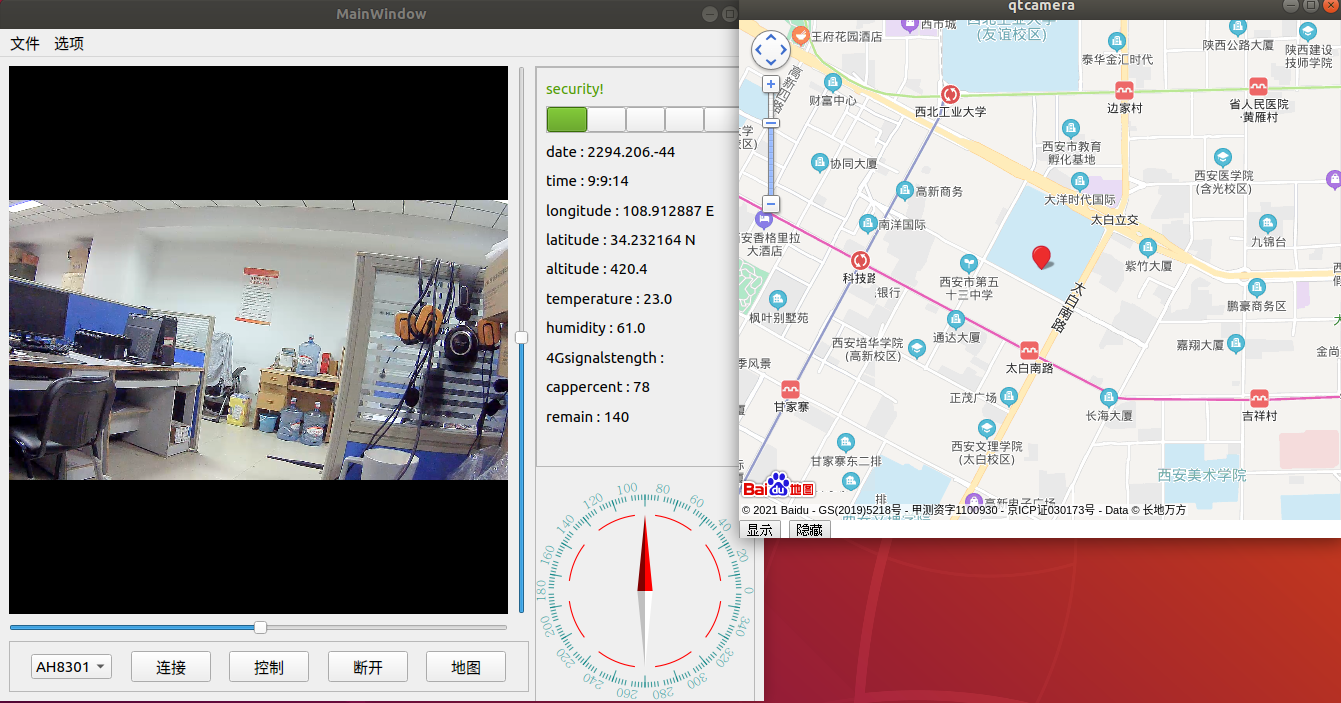 MainWindow
文件 选项
security!
date : 2294.206.-44
time : 9:9:14
longitude : 108.912887 E
latitude : 34.232164 N
altitude : 420.4
temperature : 23.0
humidity : 61.0
4Gsignalstength :
cappercent : 78
remain : 140
100
80
120
60
140
160
20
180
0
200
340
220
320
240
300
260
280
AH8301
连接
控制
断开
地图
qtcamera
王府花园酒店
西市城
西北工业大学
(友谊校区)
泰华金汇时代
陕西公路大厦
陕西建设
技师学院
高新四路
财富中心
西北工业大学
边家村
省人民医院
·黄雁村
西安市教育
孵化基地
协同大厦
西安医学院
(含光校区)
高新商务
大洋时代国际
太白立交
南洋国际
九锦台
安香格里拉
大酒店
紫竹大厦
科技路
银行
西安市第五
十三中学
太白南路
鹏豪商务区
枫叶别墅苑
通达大厦
西安培华学院
(高新校区)
嘉翔大厦
金尚
季风景
太白南路
正茂广场
甘家寨
长海大厦
吉祥村
甘家寨东二排
西安文理学院
(太白校区)
西安美术学院
Bai du 地图
排
高新电子广场
© 2021 Baidu - GS(2019)5218号 - 甲测资字1100930 - 京ICP证030173号 - Data © 长地万方
显示
隐藏